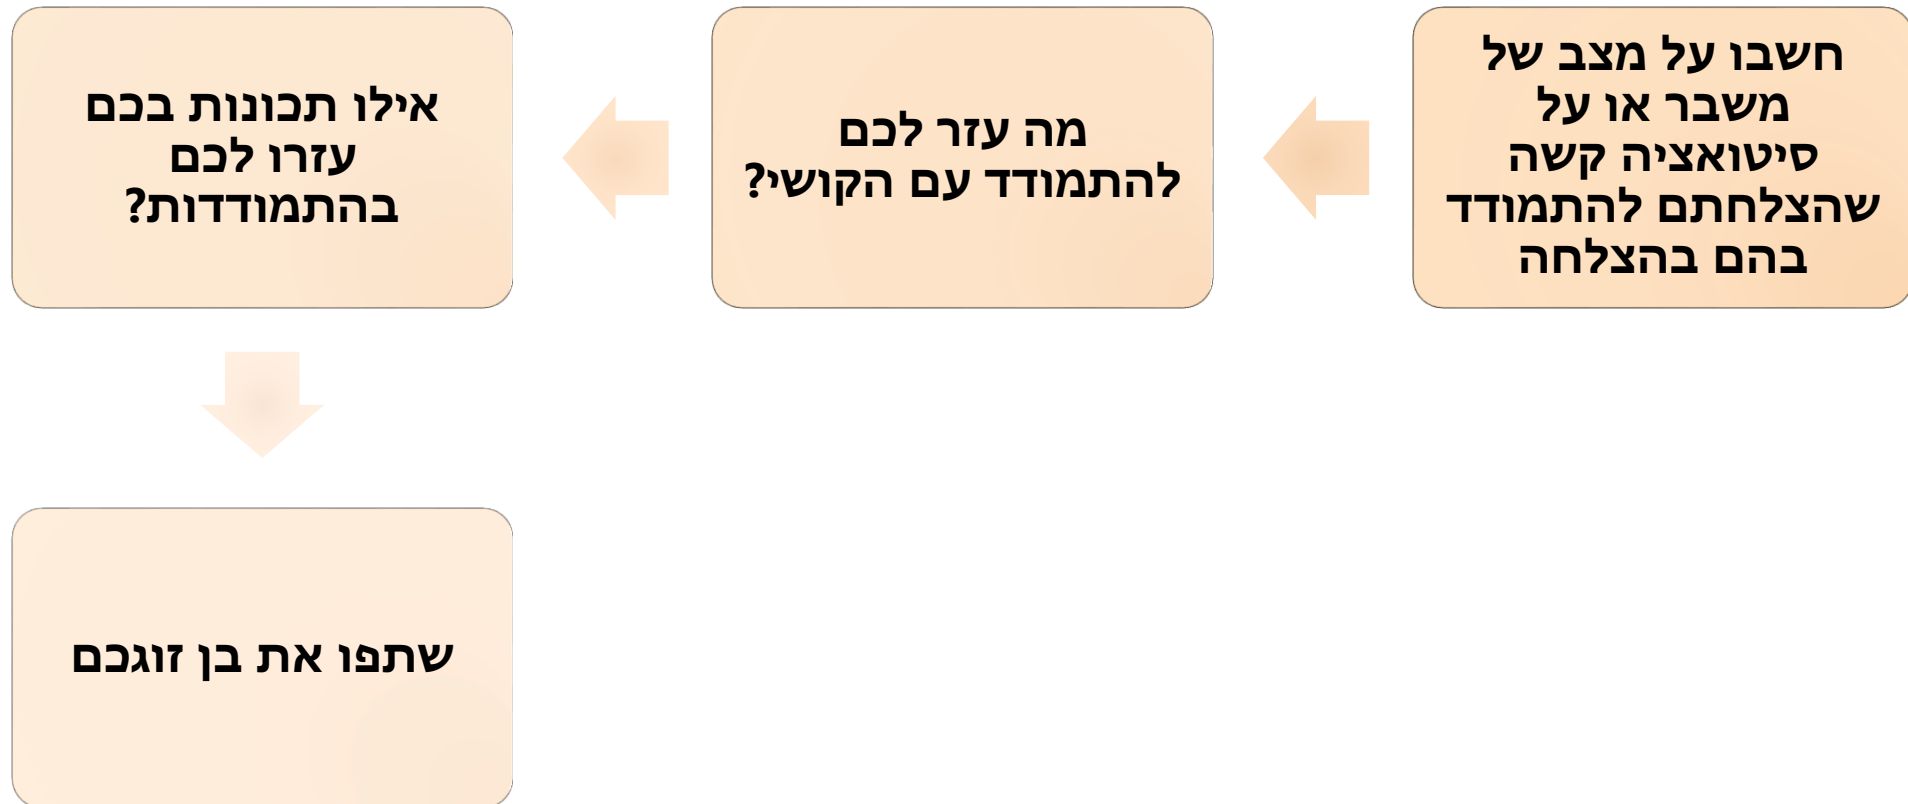 חשבו על מצב של
משבר או על
סיטואציה קשה
שהצלחתם להתמודד
בהם בהצלחה
מה עזר לכם
להתמודד עם הקושי?
אילו תכונות בכם
עזרו לכם
בהתמודדות?
שתפו את בן זוגכם